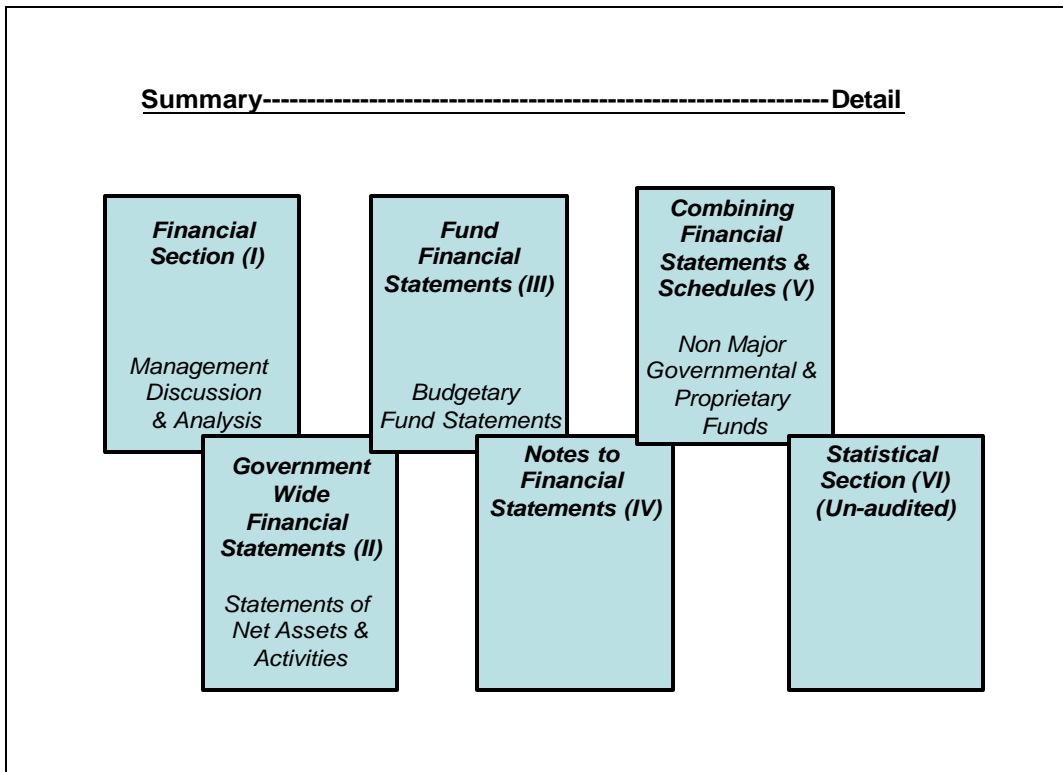 Summary----------------------------------------------------------------Detail
Financial
Section (I)
Management
Discussion
& Analysis
Government
Wide
Financial
Statements (II)
Statements of
Net Assets &
Activities
Fund
Financial
Statements (III)
Budgetary
Fund Statements
Notes to
Financial
Statements (IV)
Combining
Financial
Statements &
Schedules (V)
Non Major
Governmental &
Proprietary
Funds
Statistical
Section (VI)
(Un-audited)